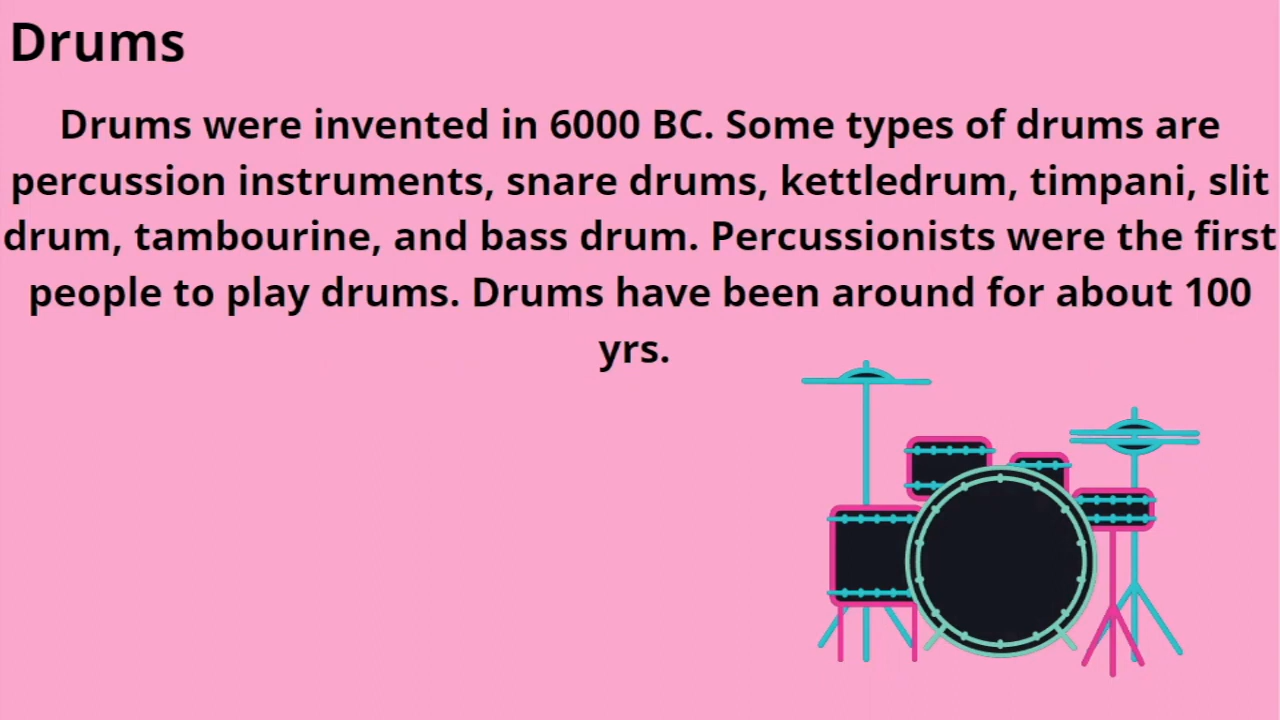 Drums
Drums were invented in 6000 BC. Some types of drums are
percussion instruments, snare drums, kettledrum, timpani, slit
drum, tambourine, and bass drum. Percussionists were the first
people to play drums. Drums have been around for about 100
yrs.